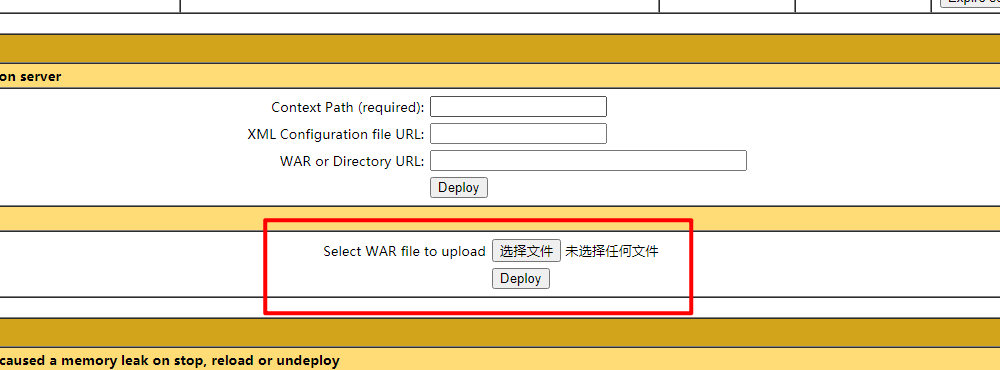 on server
Context Path (required):
XML Configuration file URL:
WAR or Directory URL:
Deploy
Select WAR file to upload 选择文件 未选择任何文件
Deploy
caused a memory leak on stop, reload or undeploy